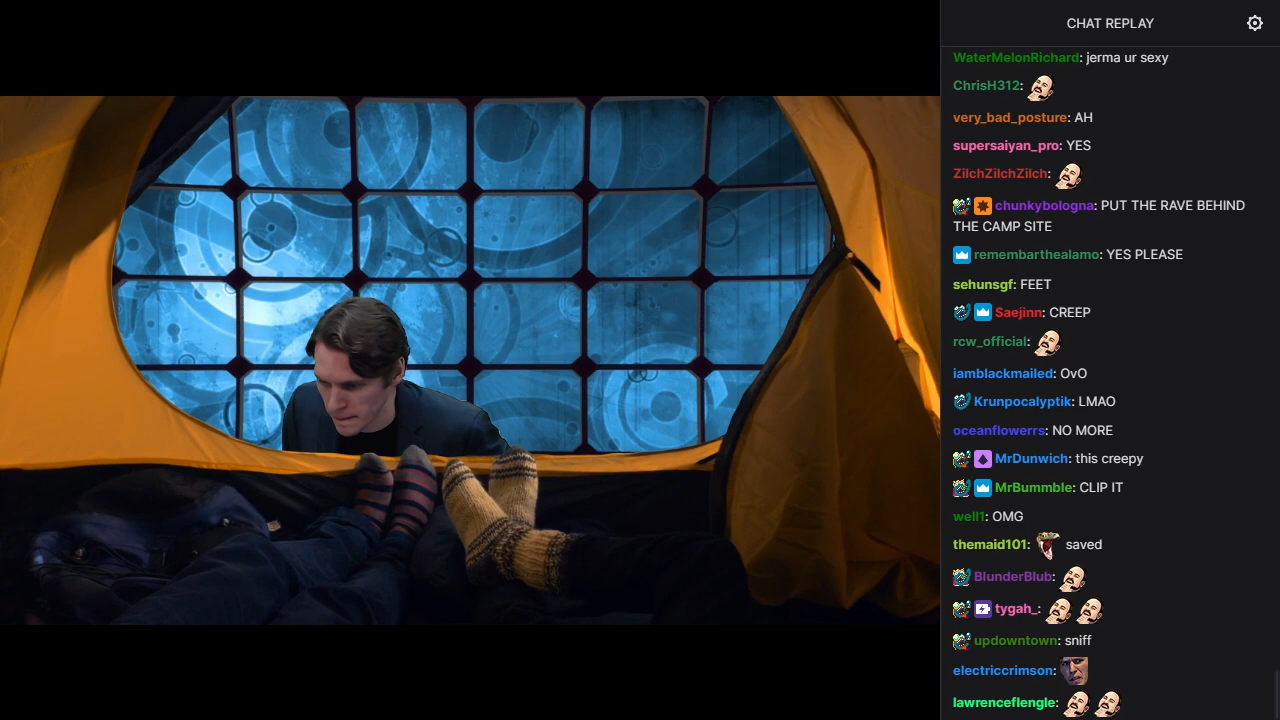 CHAT REPLAY
WaterMelonRichard: jerma ur sexy
ChrisH312:
very_bad_posture: AH
supersaiyan_pro: YES
ZilchZilchZilch:
chunkybologna: PUT THE RAVE BEHIND
THE CAMP SITE
remembarthealamo: YES PLEASE
sehunsgf: FEET
Saejinn: CREEP
rcw_official:
iamblackmailed: OvO
Krunpocalyptik: LMAO
oceanflowerrs: NO MORE
MrDunwich: this creepy
MrBummble: CLIP IT
well1: OMG
themaid101: saved
BlunderBlub:
tygah_:
updowntown: sniff
electriccrimson:
lawrenceflengle: